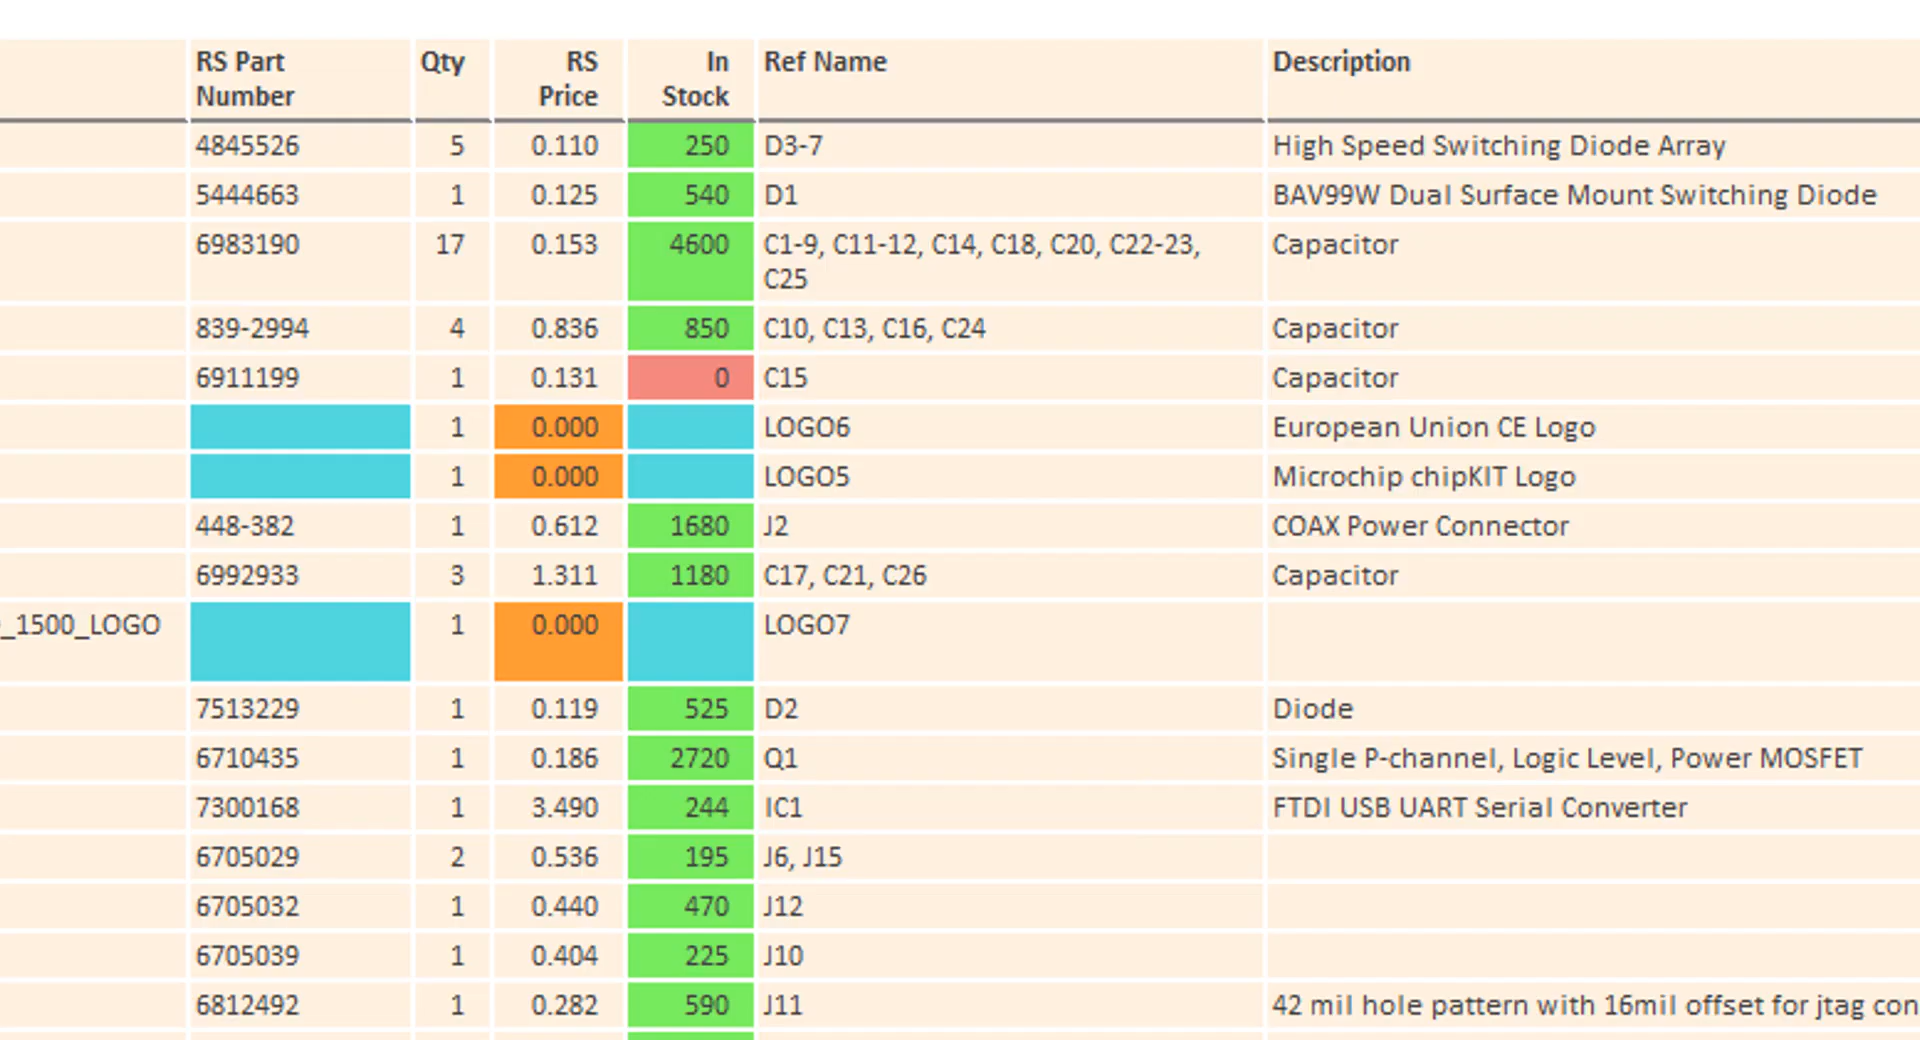 RS Part Number Qty RS Price In Stock Ref Name Description
4845526 5 0.110 250 D3-7 High Speed Switching Diode Array
5444663 1 0.125 540 D1 BAV99W Dual Surface Mount Switching Diode
6983190 17 0.153 4600 C1-9, C11-12, C14, C18, C20, C22-23, Capacitor
C25
839-2994 4 0.836 850 C10, C13, C16, C24 Capacitor
6911199 1 0.131 0 C15 Capacitor
1 0.000 LOGO6 European Union CE Logo
1 0.000 LOGO5 Microchip chipKIT Logo
448-382 1 0.612 1680 J2 COAX Power Connector
6992933 3 1.311 1180 C17, C21, C26 Capacitor
_1500_LOGO 1 0.000 LOGO7
7513229 1 0.119 525 D2 Diode
6710435 1 0.186 2720 Q1 Single P-channel, Logic Level, Power MOSFET
7300168 1 3.490 244 IC1 FTDI USB UART Serial Converter
6705029 2 0.536 195 J6, J15
6705032 1 0.440 470 J12
6705039 1 0.404 225 J10
6812492 1 0.282 590 J11 42 mil hole pattern with 16mil offset for jtag con